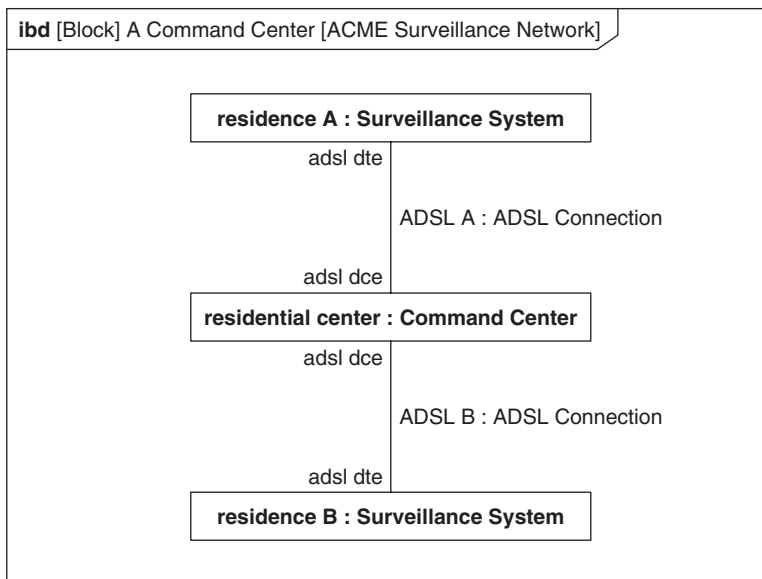 ibd [Block] A Command Center [ACME Surveillance Network]
residence A : Surveillance System
adsl dte
ADSL A : ADSL Connection
adsl dce
residential center : Command Center
adsl dce
ADSL B : ADSL Connection
adsl dte
residence B : Surveillance System